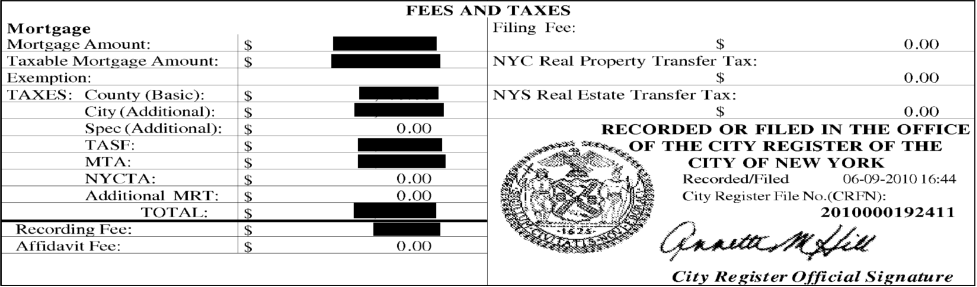 FEES AND TAXES
Mortgage
Mortgage Amount: $
Taxable Mortgage Amount: $
Exemption:
TAXES: County (Basic): $
City (Additional): $
Spec (Additional): $ 0.00
TASF: $
MTA: $
NYCTA: $ 0.00
Additional MRT: $ 0.00
TOTAL: $
Recording Fee: $
Affidavit Fee: $ 0.00
Filing Fee:
$ 0.00
NYC Real Property Transfer Tax:
$ 0.00
NYS Real Estate Transfer Tax:
$ 0.00
RECORDED OR FILED IN THE OFFICE
OF THE CITY REGISTER OF THE
CITY OF NEW YORK
Recorded/Filed 06-09-2010 16:44
City Register File No.(CRFN):
2010000192411
1625
Annette M Hill
City Register Official Signature